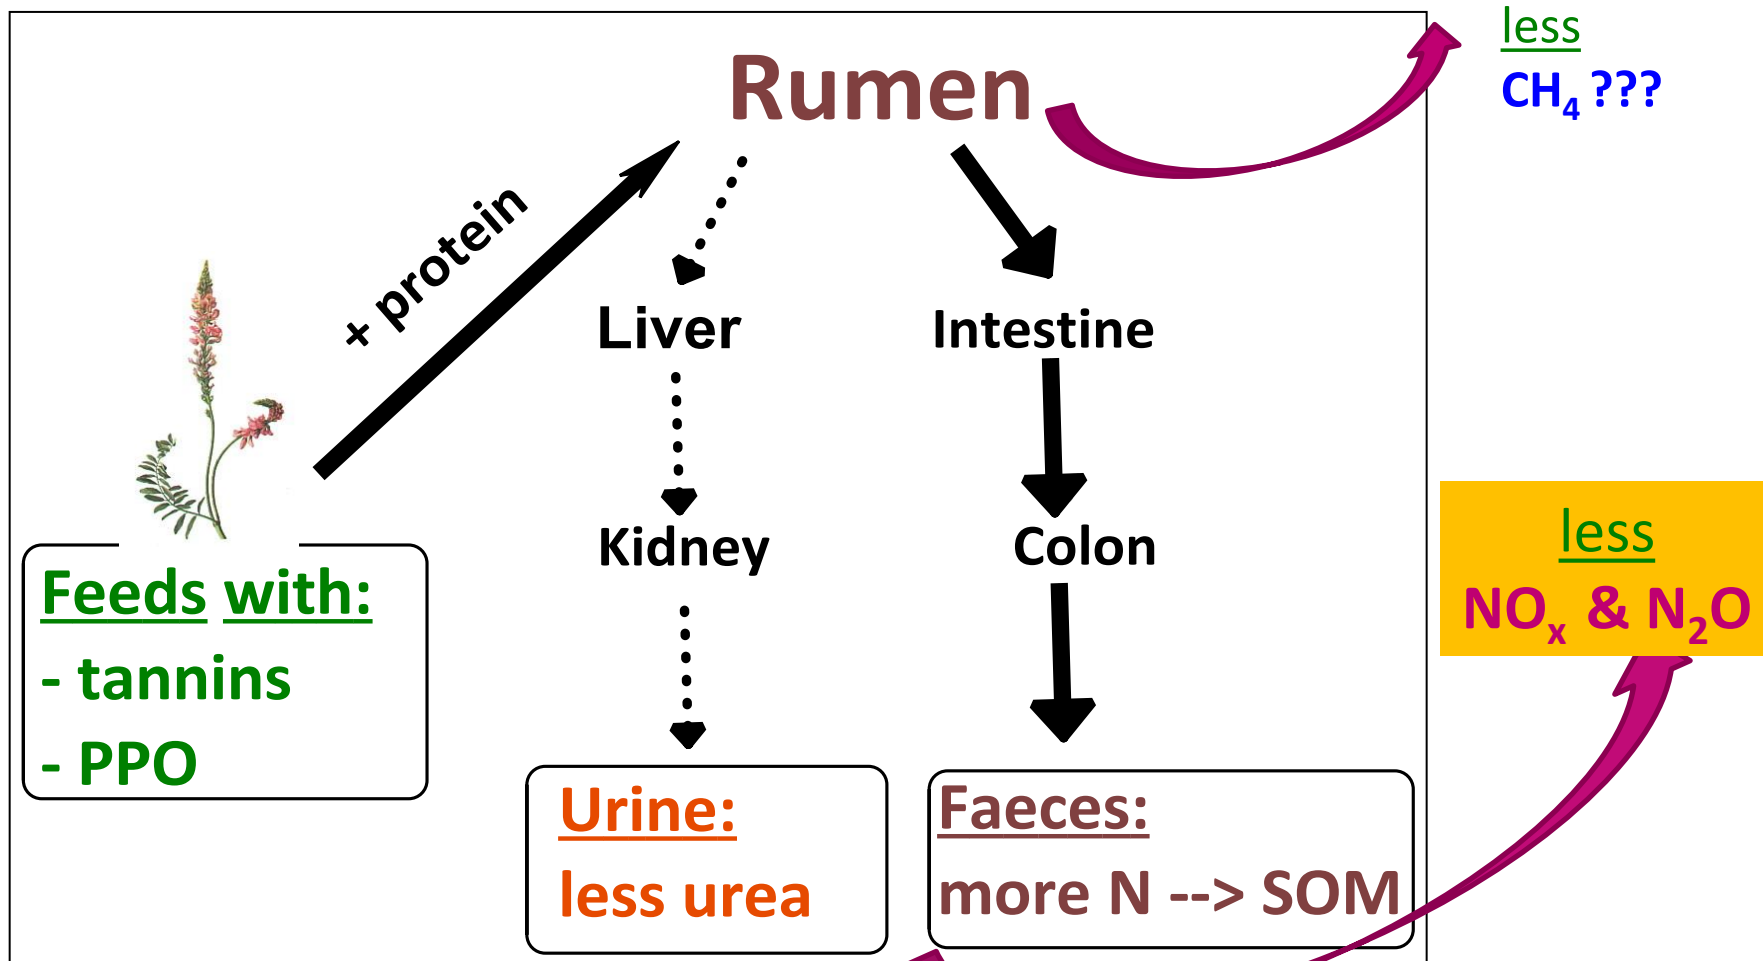 less
CH₄ ???
Rumen
+ protein
Liver
Intestine
Kidney
Colon
less
NOₓ & N₂O
Feeds with:
- tannins
- PPO
Urine:
less urea
Faeces:
more N --> SOM